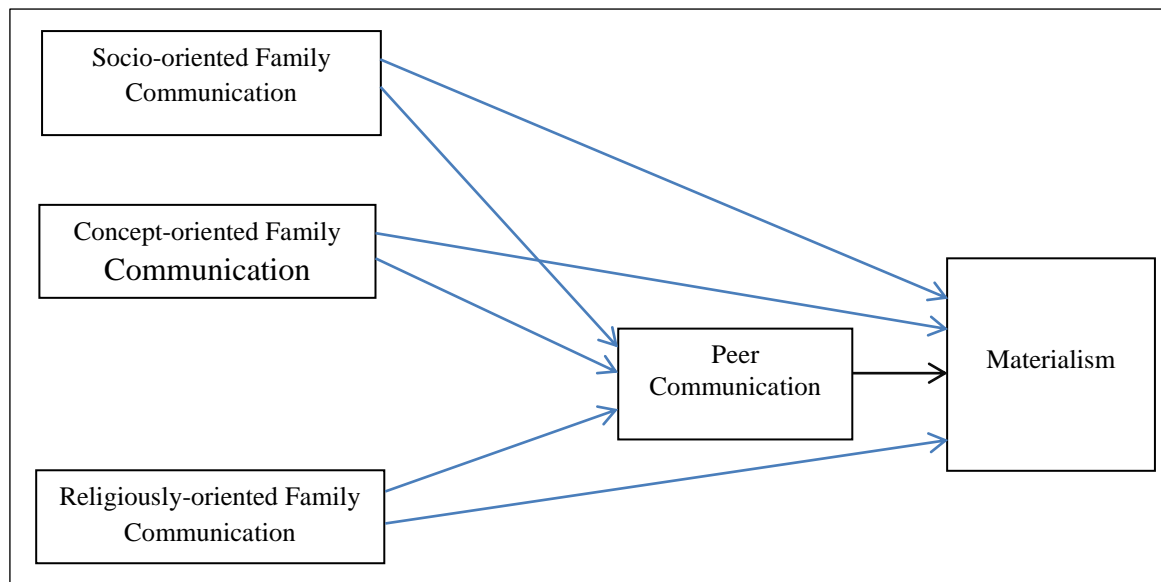 Socio-oriented Family
Communication
Concept-oriented Family
Communication
Peer
Communication
Materialism
Religiously-oriented Family
Communication